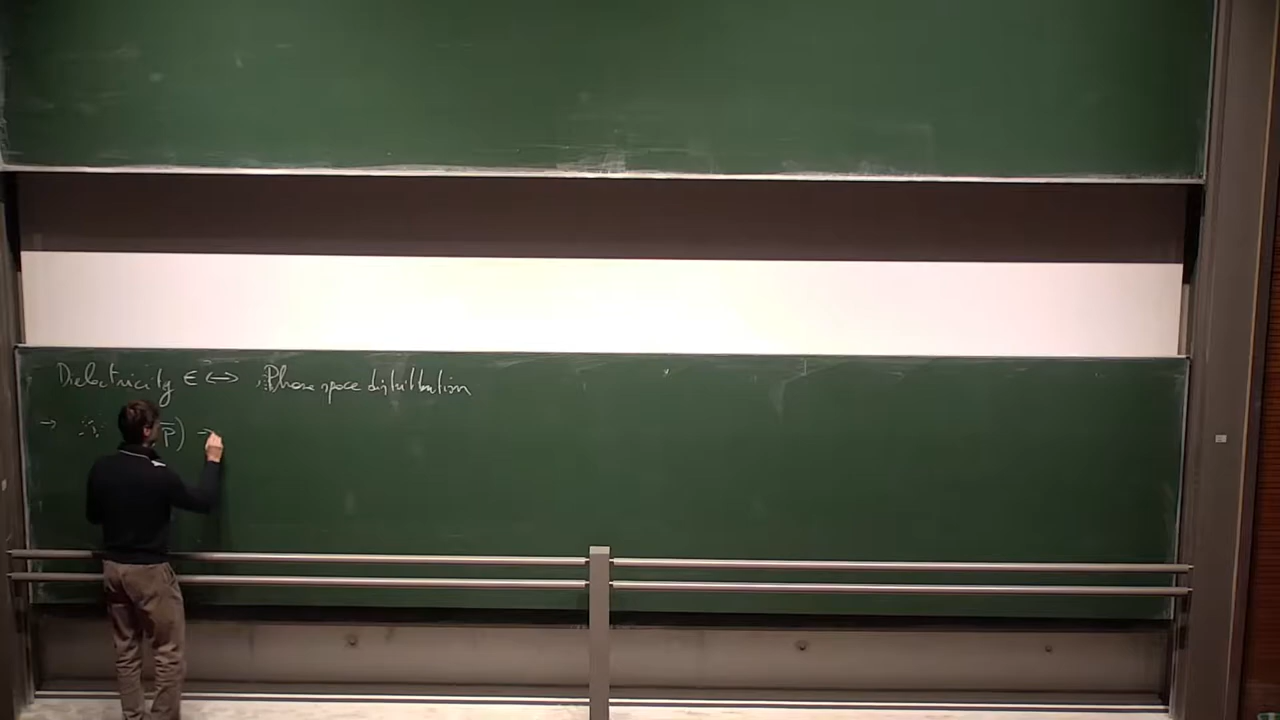 Dielectricity ϵ ↔ Phase space distribution
→ p̄) →